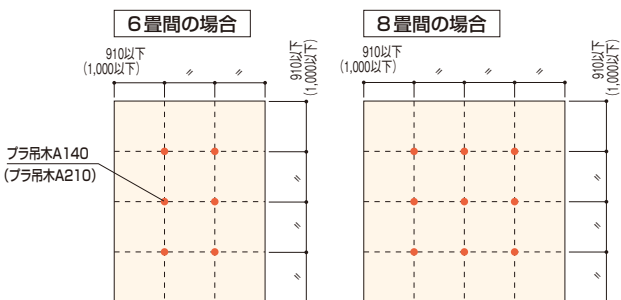 6畳間の場合
910以下
(1,000以下)
〃
〃
910以下
(1,000以下)
〃
〃
〃
プラ吊木A140
(プラ吊木A210)
8畳間の場合
910以下
(1,000以下)
〃
〃
〃
910以下
(1,000以下)
〃
〃
〃